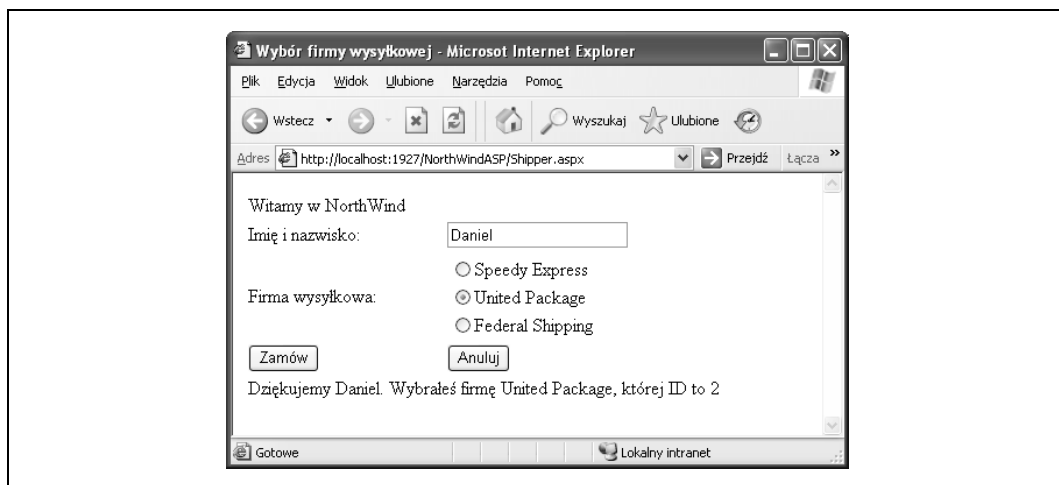 Wybór firmy wysyłkowej - Microsot Internet Explorer
Plik Edycja Widok Ulubione Narzędzia Pomoc
Wstecz Wyszukaj Ulubione
Adres http://localhost:1927/NorthWindASP/Shipper.aspx Przejdź Łącza »
Witamy w NorthWind
Imię i nazwisko: Daniel
Speedy Express
Firma wysyłkowa: United Package
Federal Shipping
Zamów Anuluj
Dziękujemy Daniel. Wybrałeś firmę United Package, której ID to 2
Gotowe Lokalny intranet